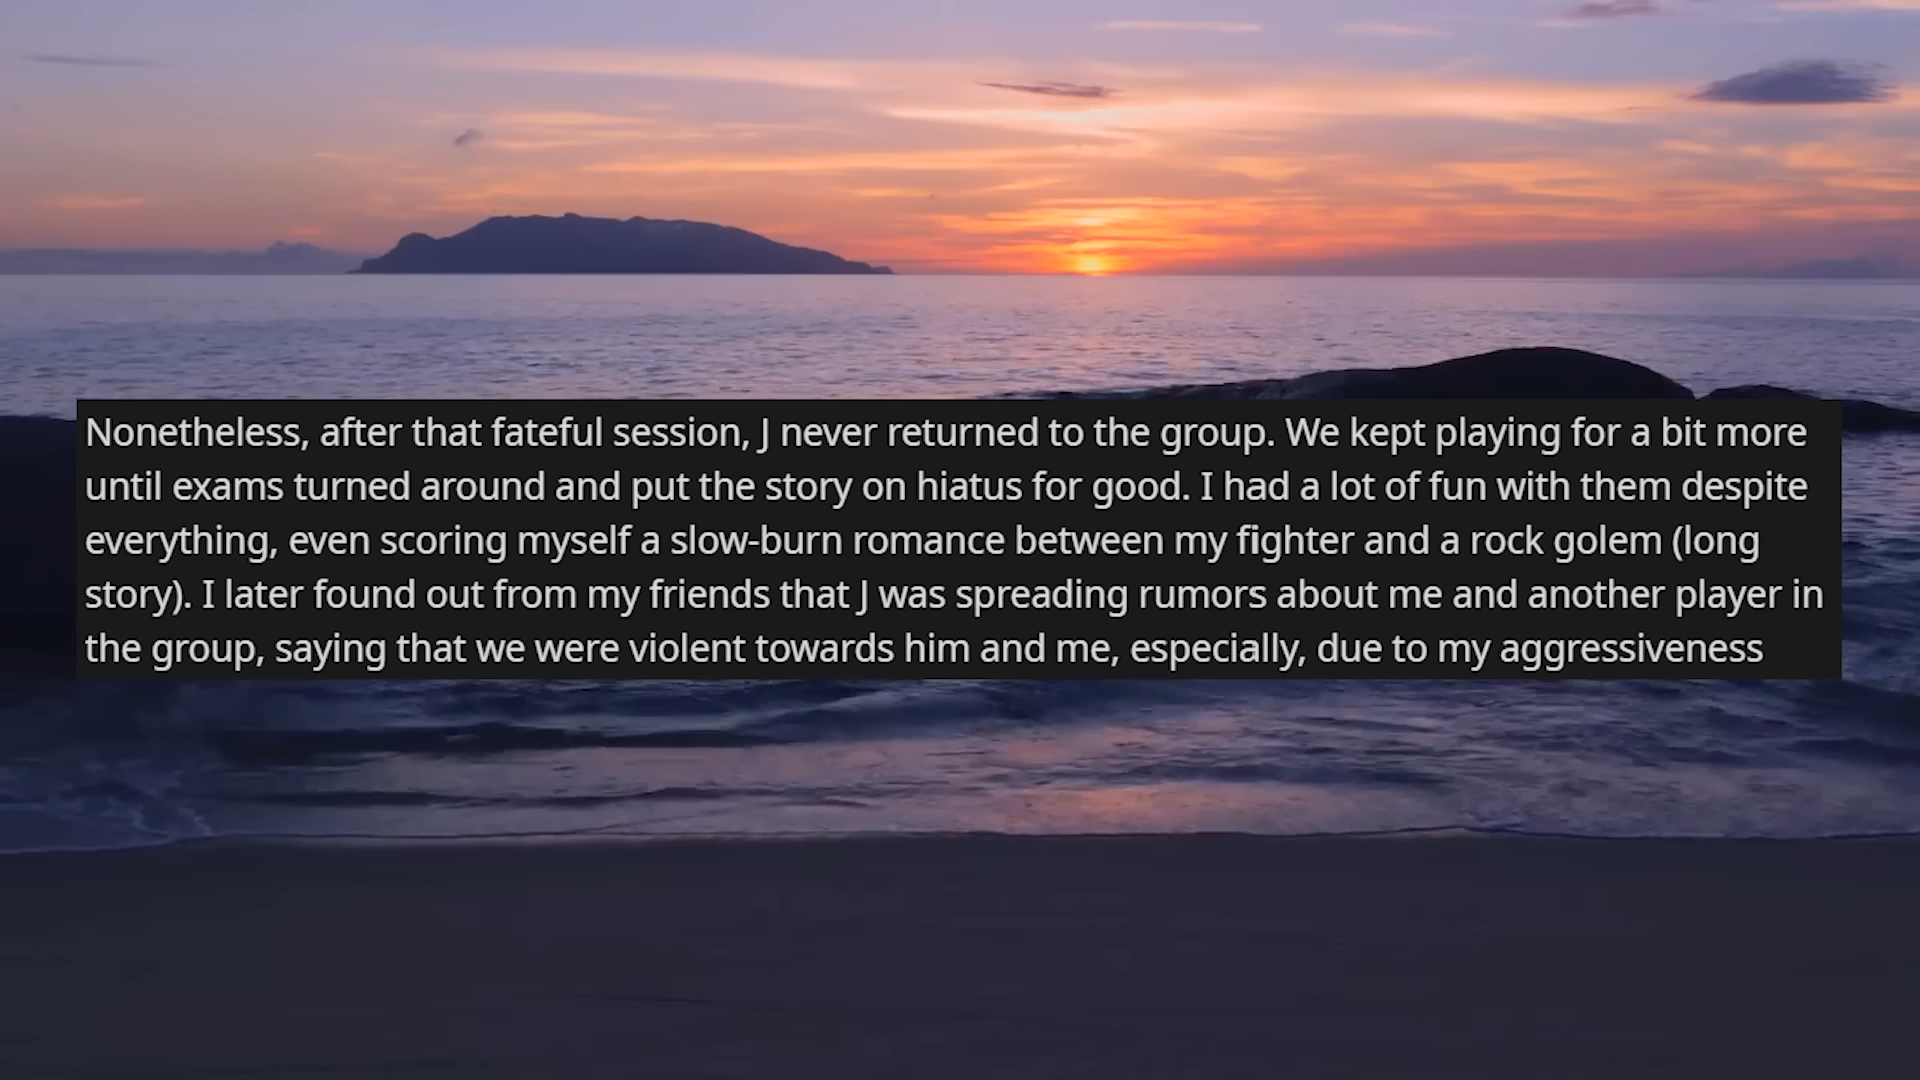 Nonetheless, after that fateful session, J never returned to the group. We kept playing for a bit more
until exams turned around and put the story on hiatus for good. I had a lot of fun with them despite
everything, even scoring myself a slow-burn romance between my fighter and a rock golem (long
story). I later found out from my friends that J was spreading rumors about me and another player in
the group, saying that we were violent towards him and me, especially, due to my aggressiveness